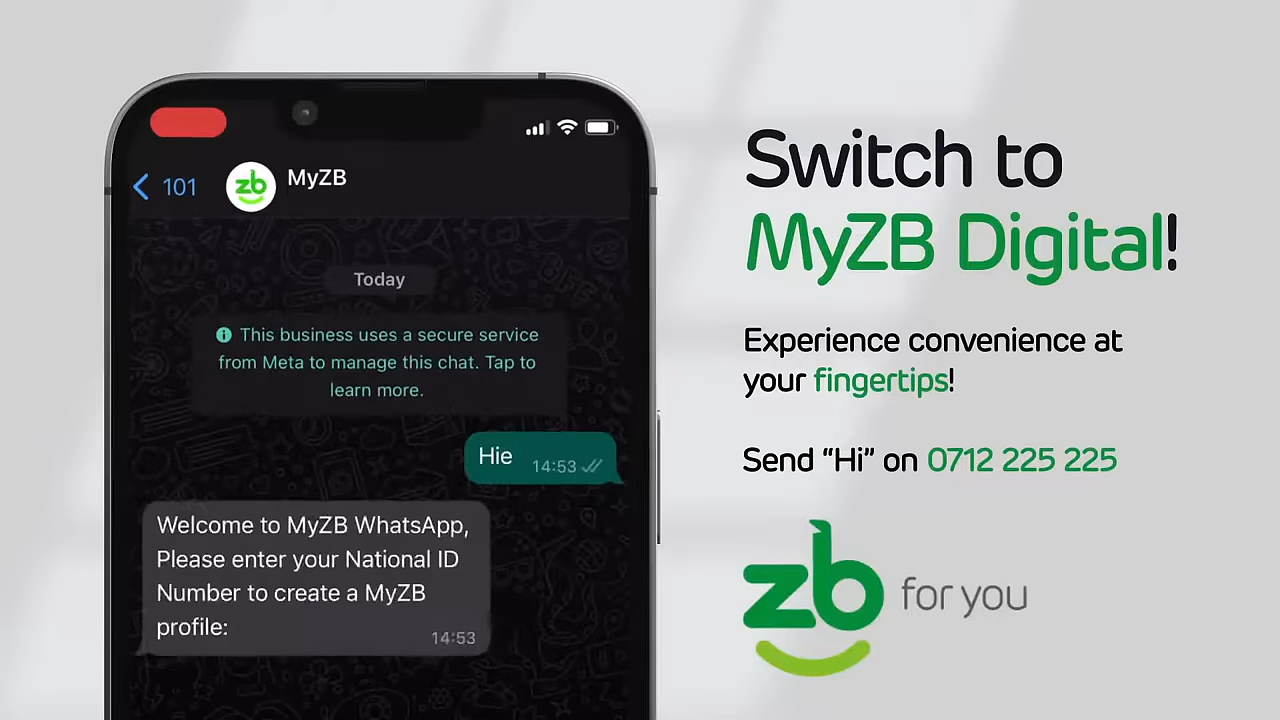 101
zb
MyZB
Today
This business uses a secure service
from Meta to manage this chat. Tap to
learn more.
Hie
14:53
Welcome to MyZB WhatsApp,
Please enter your National ID
Number to create a MyZB
profile:
14:53
Switch to
MyZB Digital!
Experience convenience at
your fingertips!
Send “Hi” on 0712 225 225
zb for you